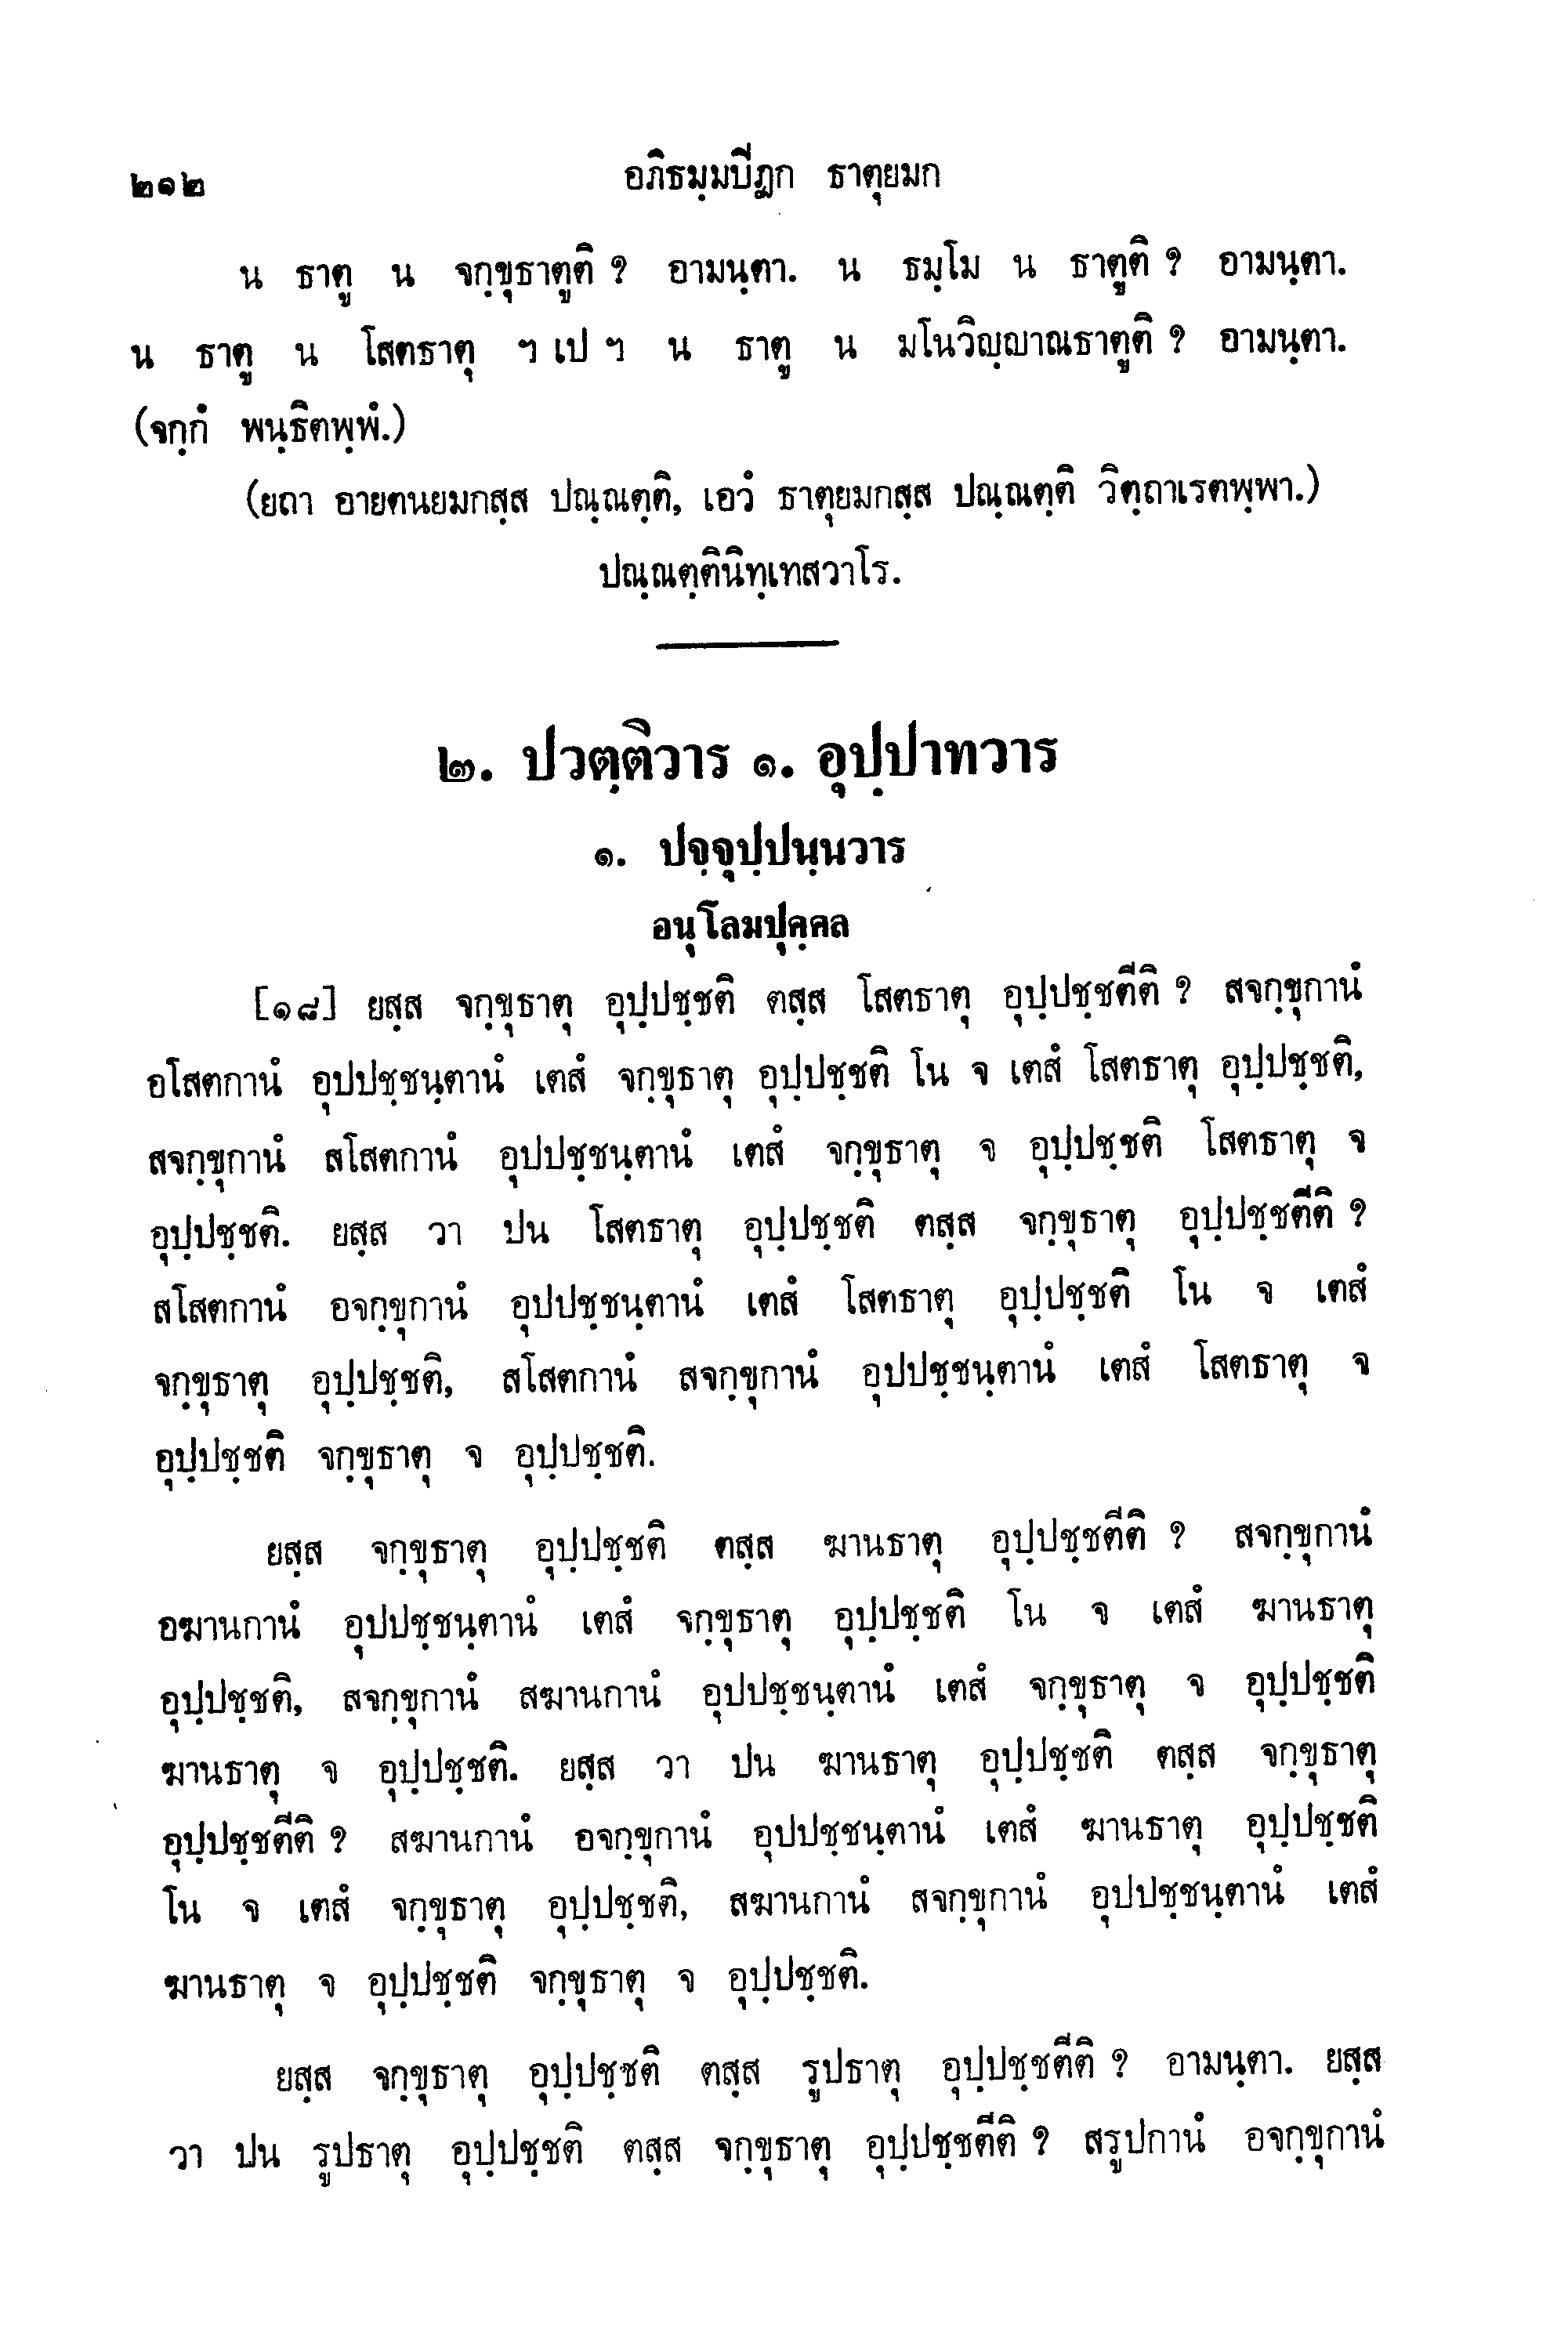 ๒๑๒ อภิธมฺมปีฏก ธาตุยมก
น ธาตู น จกฺขุธาตูติ ? อามนฺตา. น ธมฺโม น ธาตูติ ? อามนฺตา.
น ธาตู น โสตธาตุ ฯ เป ฯ น ธาตู น มโนวิญฺญาณธาตูติ ? อามนฺตา.
(จกฺกํ พนฺธิตพฺพํ.)
(ยถา อายตนยมกสฺส ปณฺณตฺติ, เอวํ ธาตุยมกสฺส ปณฺณตฺติ วิตฺถาเรตพฺพา.)
ปณฺณตฺตินิทฺเทสวาโร.
๒. ปวตฺติวาร ๑. อุปฺปาทวาร
๑. ปจฺจุปฺปนฺนวาร
อนุโลมปุคฺคล
[๑๘] ยสฺส จกฺขุธาตุ อุปฺปชฺชติ ตสฺส โสตธาตุ อุปฺปชฺชตีติ ? สจกฺขุกานํ
อโสตกานํ อุปปชฺชนฺตานํ เตสํ จกฺขุธาตุ อุปฺปชฺชติ โน จ เตสํ โสตธาตุ อุปฺปชฺชติ,
สจกฺขุกานํ สโสตกานํ อุปปชฺชนฺตานํ เตสํ จกฺขุธาตุ จ อุปฺปชฺชติ โสตธาตุ จ
อุปฺปชฺชติ. ยสฺส วา ปน โสตธาตุ อุปฺปชฺชติ ตสฺส จกฺขุธาตุ อุปฺปชฺชตีติ ?
สโสตกานํ อจกฺขุกานํ อุปปชฺชนฺตานํ เตสํ โสตธาตุ อุปฺปชฺชติ โน จ เตสํ
จกฺขุธาตุ อุปฺปชฺชติ, สโสตกานํ สจกฺขุกานํ อุปปชฺชนฺตานํ เตสํ โสตธาตุ จ
อุปฺปชฺชติ จกฺขุธาตุ จ อุปฺปชฺชติ.
ยสฺส จกฺขุธาตุ อุปฺปชฺชติ ตสฺส ฆานธาตุ อุปฺปชฺชตีติ ? สจกฺขุกานํ
อฆานกานํ อุปปชฺชนฺตานํ เตสํ จกฺขุธาตุ อุปฺปชฺชติ โน จ เตสํ ฆานธาตุ
อุปฺปชฺชติ, สจกฺขุกานํ สฆานกานํ อุปปชฺชนฺตานํ เตสํ จกฺขุธาตุ จ อุปฺปชฺชติ
ฆานธาตุ จ อุปฺปชฺชติ. ยสฺส วา ปน ฆานธาตุ อุปฺปชฺชติ ตสฺส จกฺขุธาตุ
อุปฺปชฺชตีติ ? สฆานกานํ อจกฺขุกานํ อุปปชฺชนฺตานํ เตสํ ฆานธาตุ อุปฺปชฺชติ
โน จ เตสํ จกฺขุธาตุ อุปฺปชฺชติ, สฆานกานํ สจกฺขุกานํ อุปปชฺชนฺตานํ เตสํ
ฆานธาตุ จ อุปฺปชฺชติ จกฺขุธาตุ จ อุปฺปชฺชติ.
ยสฺส จกฺขุธาตุ อุปฺปชฺชติ ตสฺส รูปธาตุ อุปฺปชฺชตีติ ? อามนฺตา. ยสฺส
วา ปน รูปธาตุ อุปฺปชฺชติ ตสฺส จกฺขุธาตุ อุปฺปชฺชตีติ ? สรูปกานํ อจกฺขุกานํ